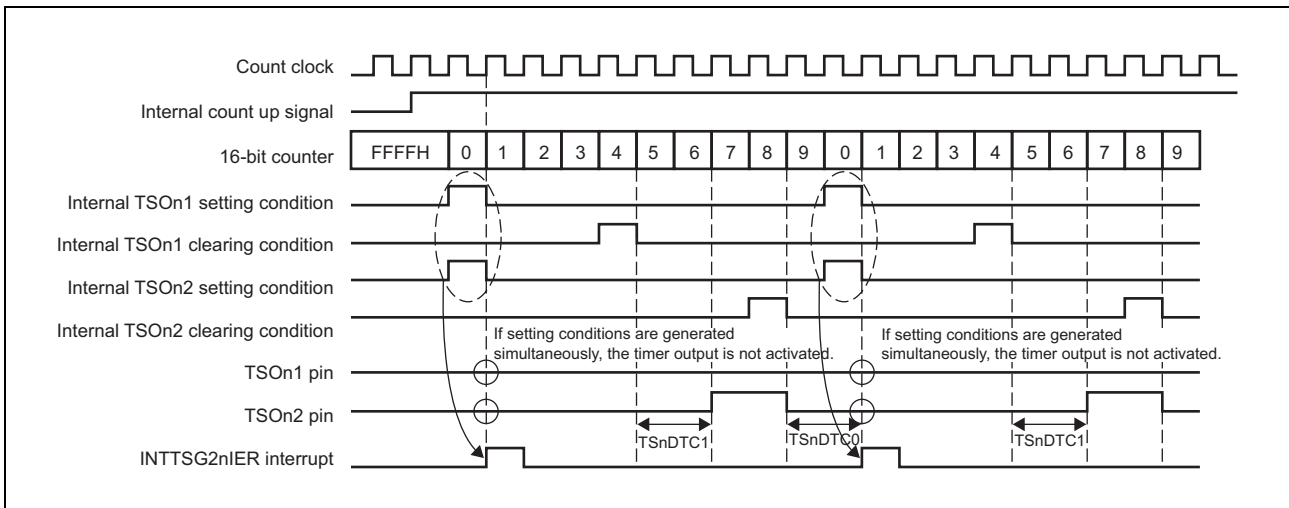 Count clock
Internal count up signal
16-bit counter FFFFH 0 1 2 3 4 5 6 7 8 9 0 1 2 3 4 5 6 7 8 9
Internal TSOn1 setting condition
Internal TSOn1 clearing condition
Internal TSOn2 setting condition
Internal TSOn2 clearing condition
If setting conditions are generated
simultaneously, the timer output is not activated.
If setting conditions are generated
simultaneously, the timer output is not activated.
TSOn1 pin
TSOn2 pin
TSnDTC1 TSnDTC0 TSnDTC1
INTTSG2nIER interrupt